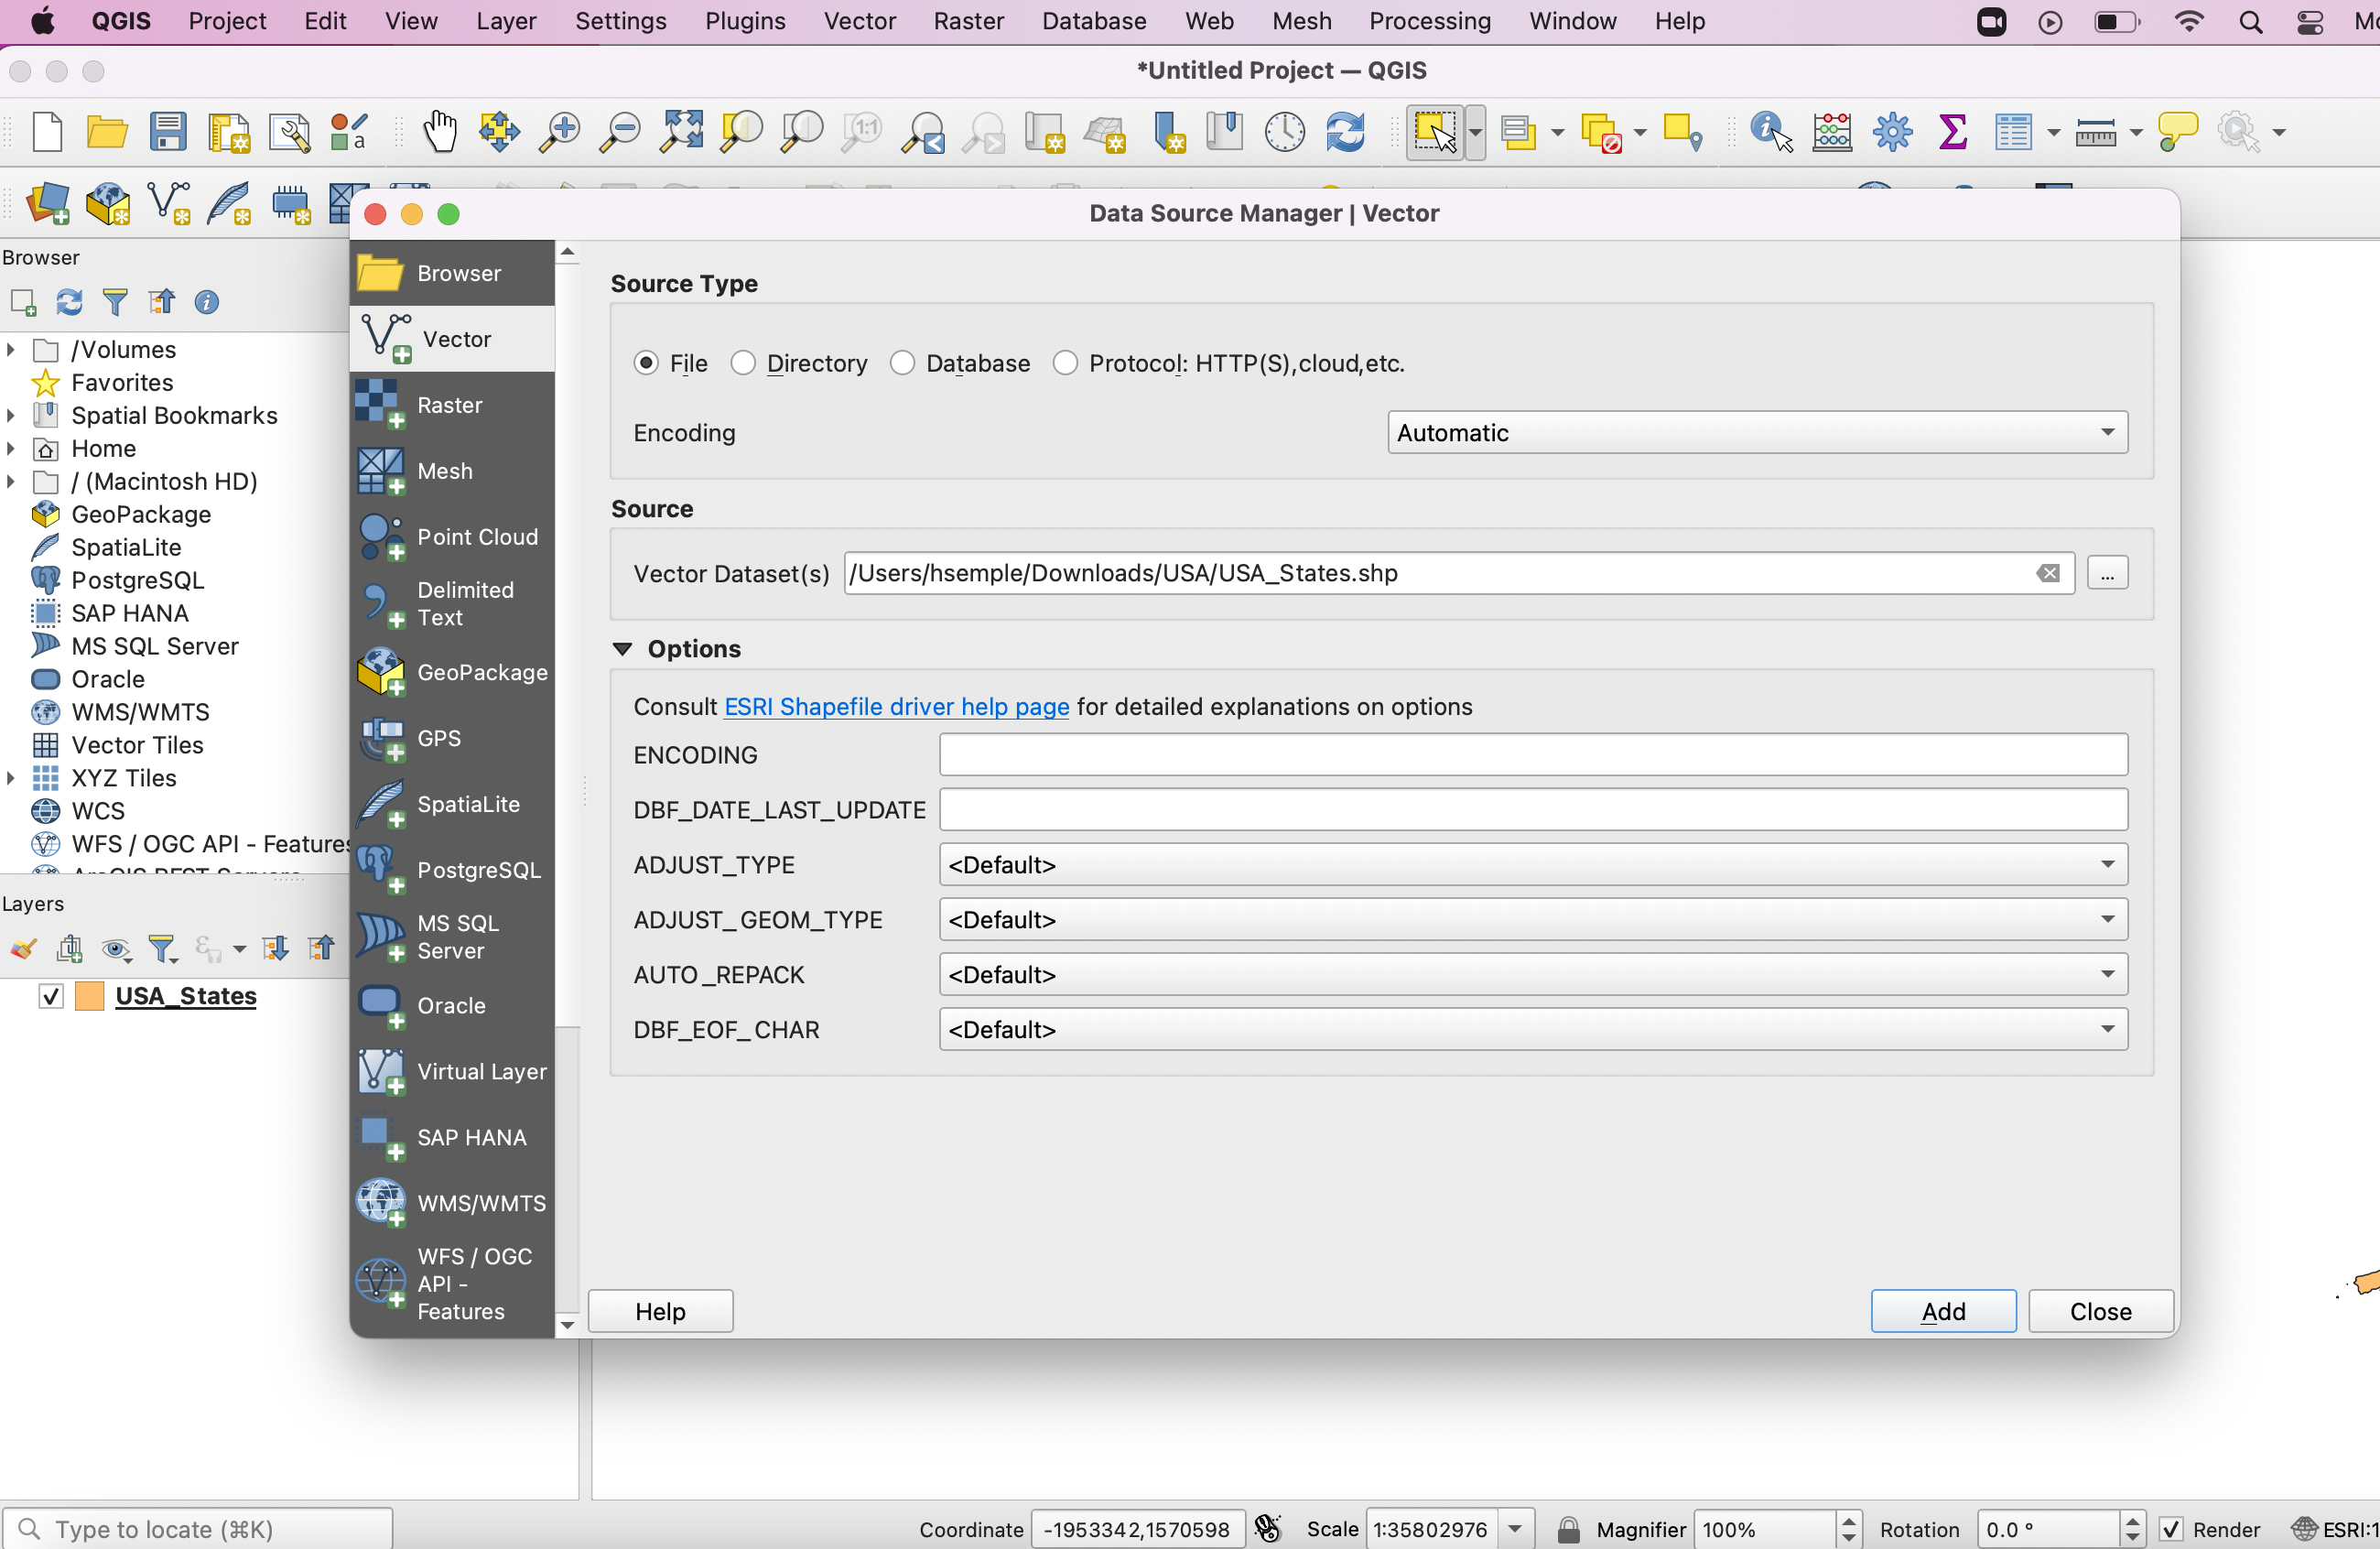 QGIS Project Edit View Layer Settings Plugins Vector Raster Database Web Mesh Processing Window Help
*Untitled Project — QGIS
1:1
a
Data Source Manager | Vector
Browser
/Volumes
Favorites
Spatial Bookmarks
Home
/ (Macintosh HD)
GeoPackage
SpatiaLite
PostgreSQL
SAP HANA
MS SQL Server
Oracle
WMS/WMTS
Vector Tiles
XYZ Tiles
WCS
WFS / OGC API - Features
Layers
USA_States
Browser
Vector
Raster
Mesh
Point Cloud
Delimited
Text
GeoPackage
GPS
SpatiaLite
PostgreSQL
MS SQL
Server
Oracle
Virtual Layer
SAP HANA
WMS/WMTS
WFS / OGC
API -
Features
Source Type
File Directory Database Protocol: HTTP(S),cloud,etc.
Encoding Automatic
Source
Vector Dataset(s) /Users/hsemple/Downloads/USA/USA_States.shp ...
Options
Consult ESRI Shapefile driver help page for detailed explanations on options
ENCODING
DBF_DATE_LAST_UPDATE
ADJUST_TYPE <Default>
ADJUST_GEOM_TYPE <Default>
AUTO_REPACK <Default>
DBF_EOF_CHAR <Default>
Help Add Close
Type to locate (⌘K) Coordinate -1953342,1570598 Scale 1:35802976 Magnifier 100% Rotation 0.0 ° Render ESRI:1